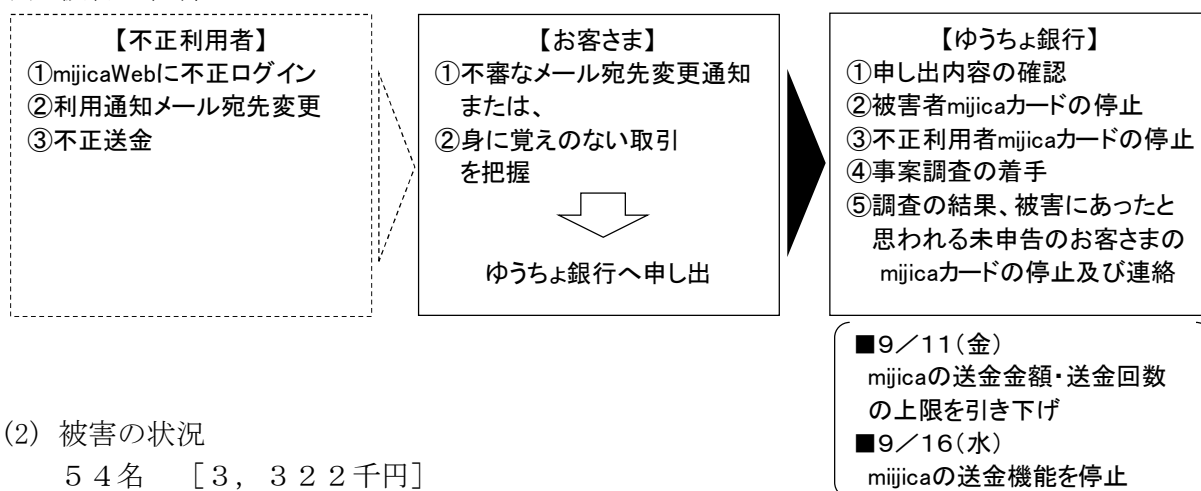 【不正利用者】
①mijicaWebに不正ログイン
②利用通知メール宛先変更
③不正送金
【お客さま】
①不審なメール宛先変更通知
または、
②身に覚えのない取引
を把握
ゆうちょ銀行へ申し出
【ゆうちょ銀行】
①申し出内容の確認
②被害者mijicaカードの停止
③不正利用者mijicaカードの停止
④事案調査の着手
⑤調査の結果、被害にあったと
思われる未申告のお客さまの
mijicaカードの停止及び連絡
■9/11(金)
mijicaの送金金額・送金回数
の上限を引き下げ
■9/16(水)
miijicaの送金機能を停止
(2) 被害の状況
54名 [3,322千円]